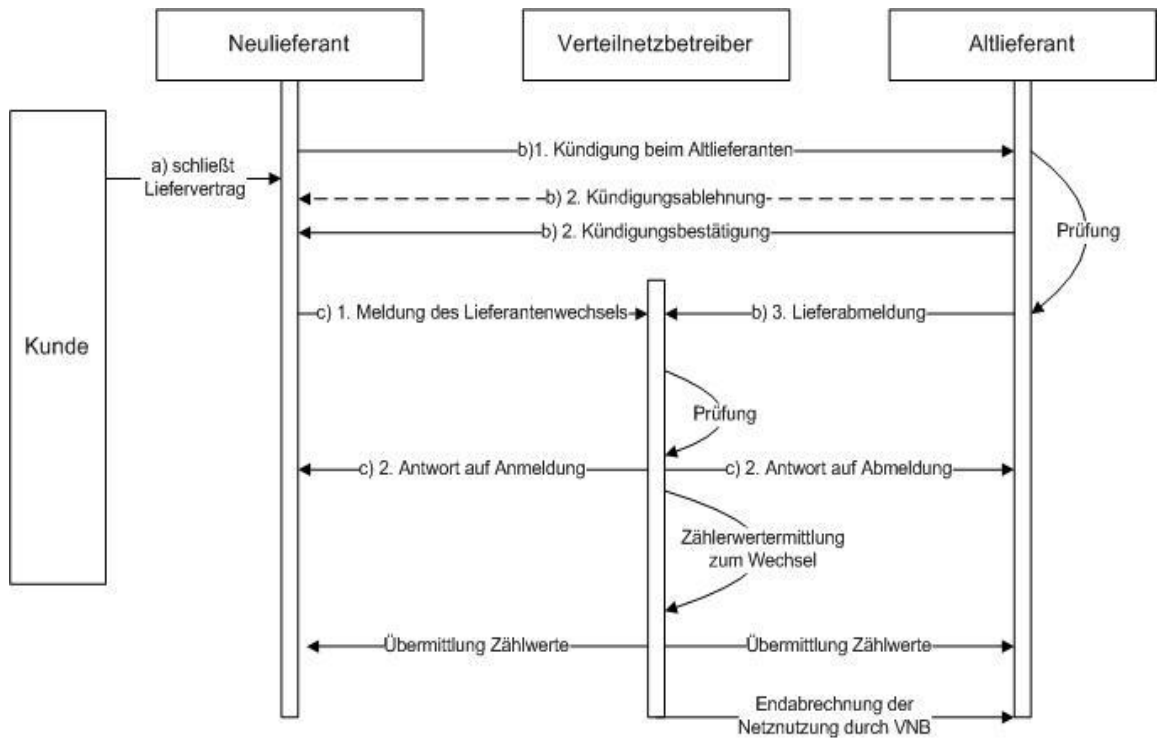 Neulieferant
Verteilnetzbetreiber
Altlieferant
Kunde
a) schließt
Liefervertrag
b)1. Kündigung beim Altlieferanten
b) 2. Kündigungsablehnung
b) 2. Kündigungsbestätigung
Prüfung
c) 1. Meldung des Lieferantenwechsels
b) 3. Lieferabmeldung
Prüfung
c) 2. Antwort auf Anmeldung
c) 2. Antwort auf Abmeldung
Zählerwertermittlung
zum Wechsel
Übermittlung Zählwerte
Übermittlung Zählwerte
Endabrechnung der
Netznutzung durch VNB